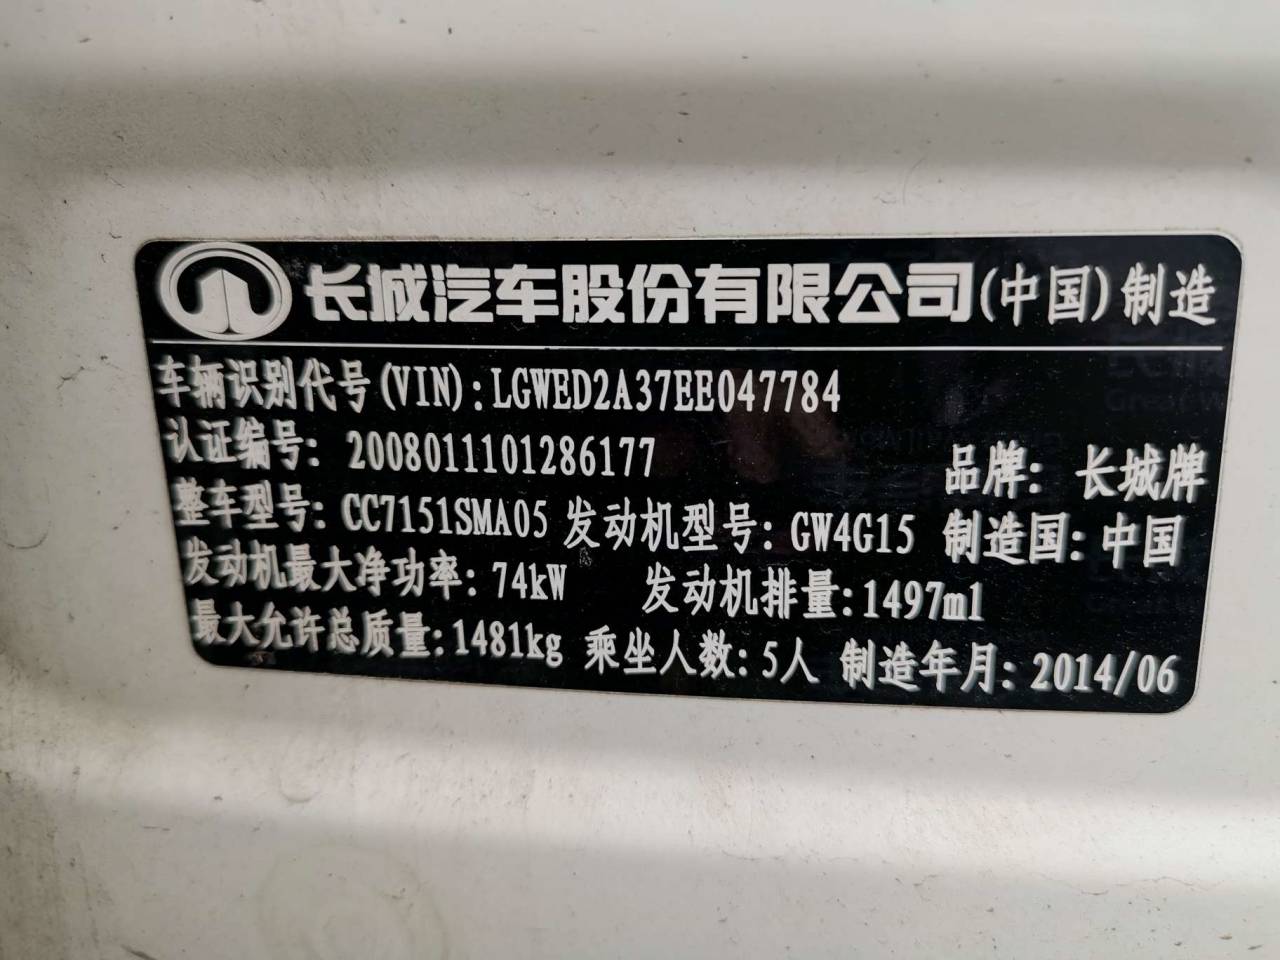 长城汽车股份有限公司(中国)制造
车辆识别代号(VIN):LGWED2A37EE047784
认证编号: 2008011101286177 品牌: 长城牌
整车型号:CC7151SMA05 发动机型号:GW4G15 制造国:中国
发动机最大净功率:74kW 发动机排量:1497ml
最大允许总质量:1481kg 乘坐人数:5人 制造年月:2014/06